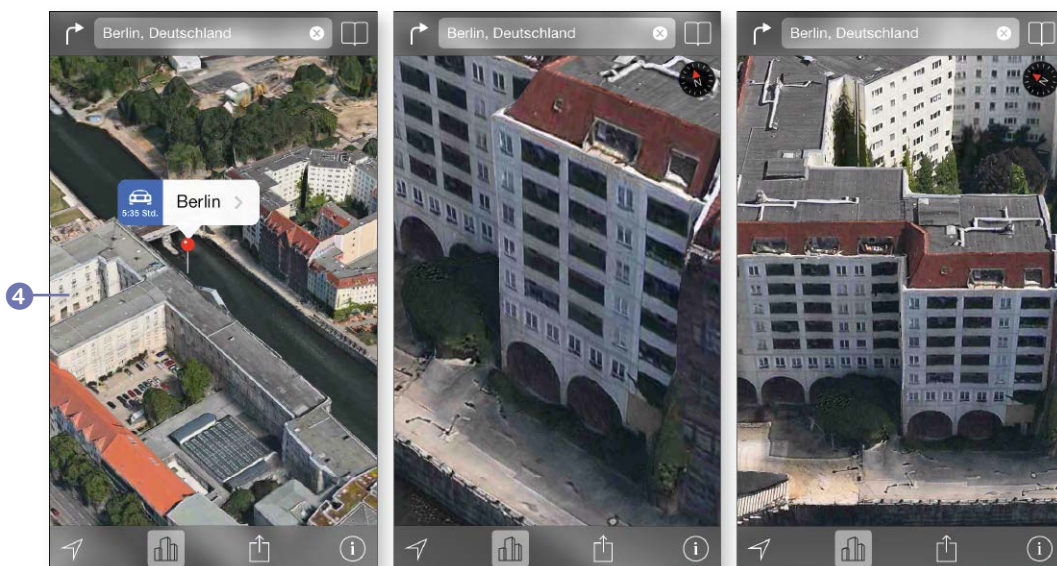 Berlin, Deutschland
Berlin, Deutschland
Berlin, Deutschland
N
N
5:35 Std.
Berlin
4